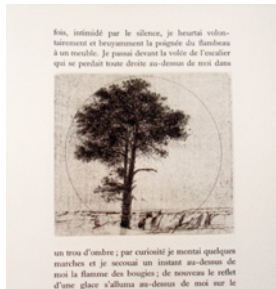 fois, intimidé par le silence, je heurtai volon-
tairement et bruyamment la poignée du flambeau
à un meuble. Je passai devant la volée de l'escalier
qui se perdait toute droite au-dessus de moi dans
un trou d'ombre ; par curiosité je montai quelques
marches et je secouai un instant au-dessus de
moi la flamme des bougies ; de nouveau le reflet
d'une glace s'alluma au-dessus de moi sur le